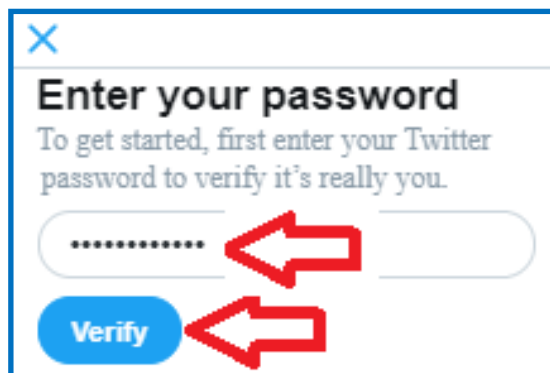 Enter your password
To get started, first enter your Twitter
password to verify it’s really you.
••••••••••••
Verify